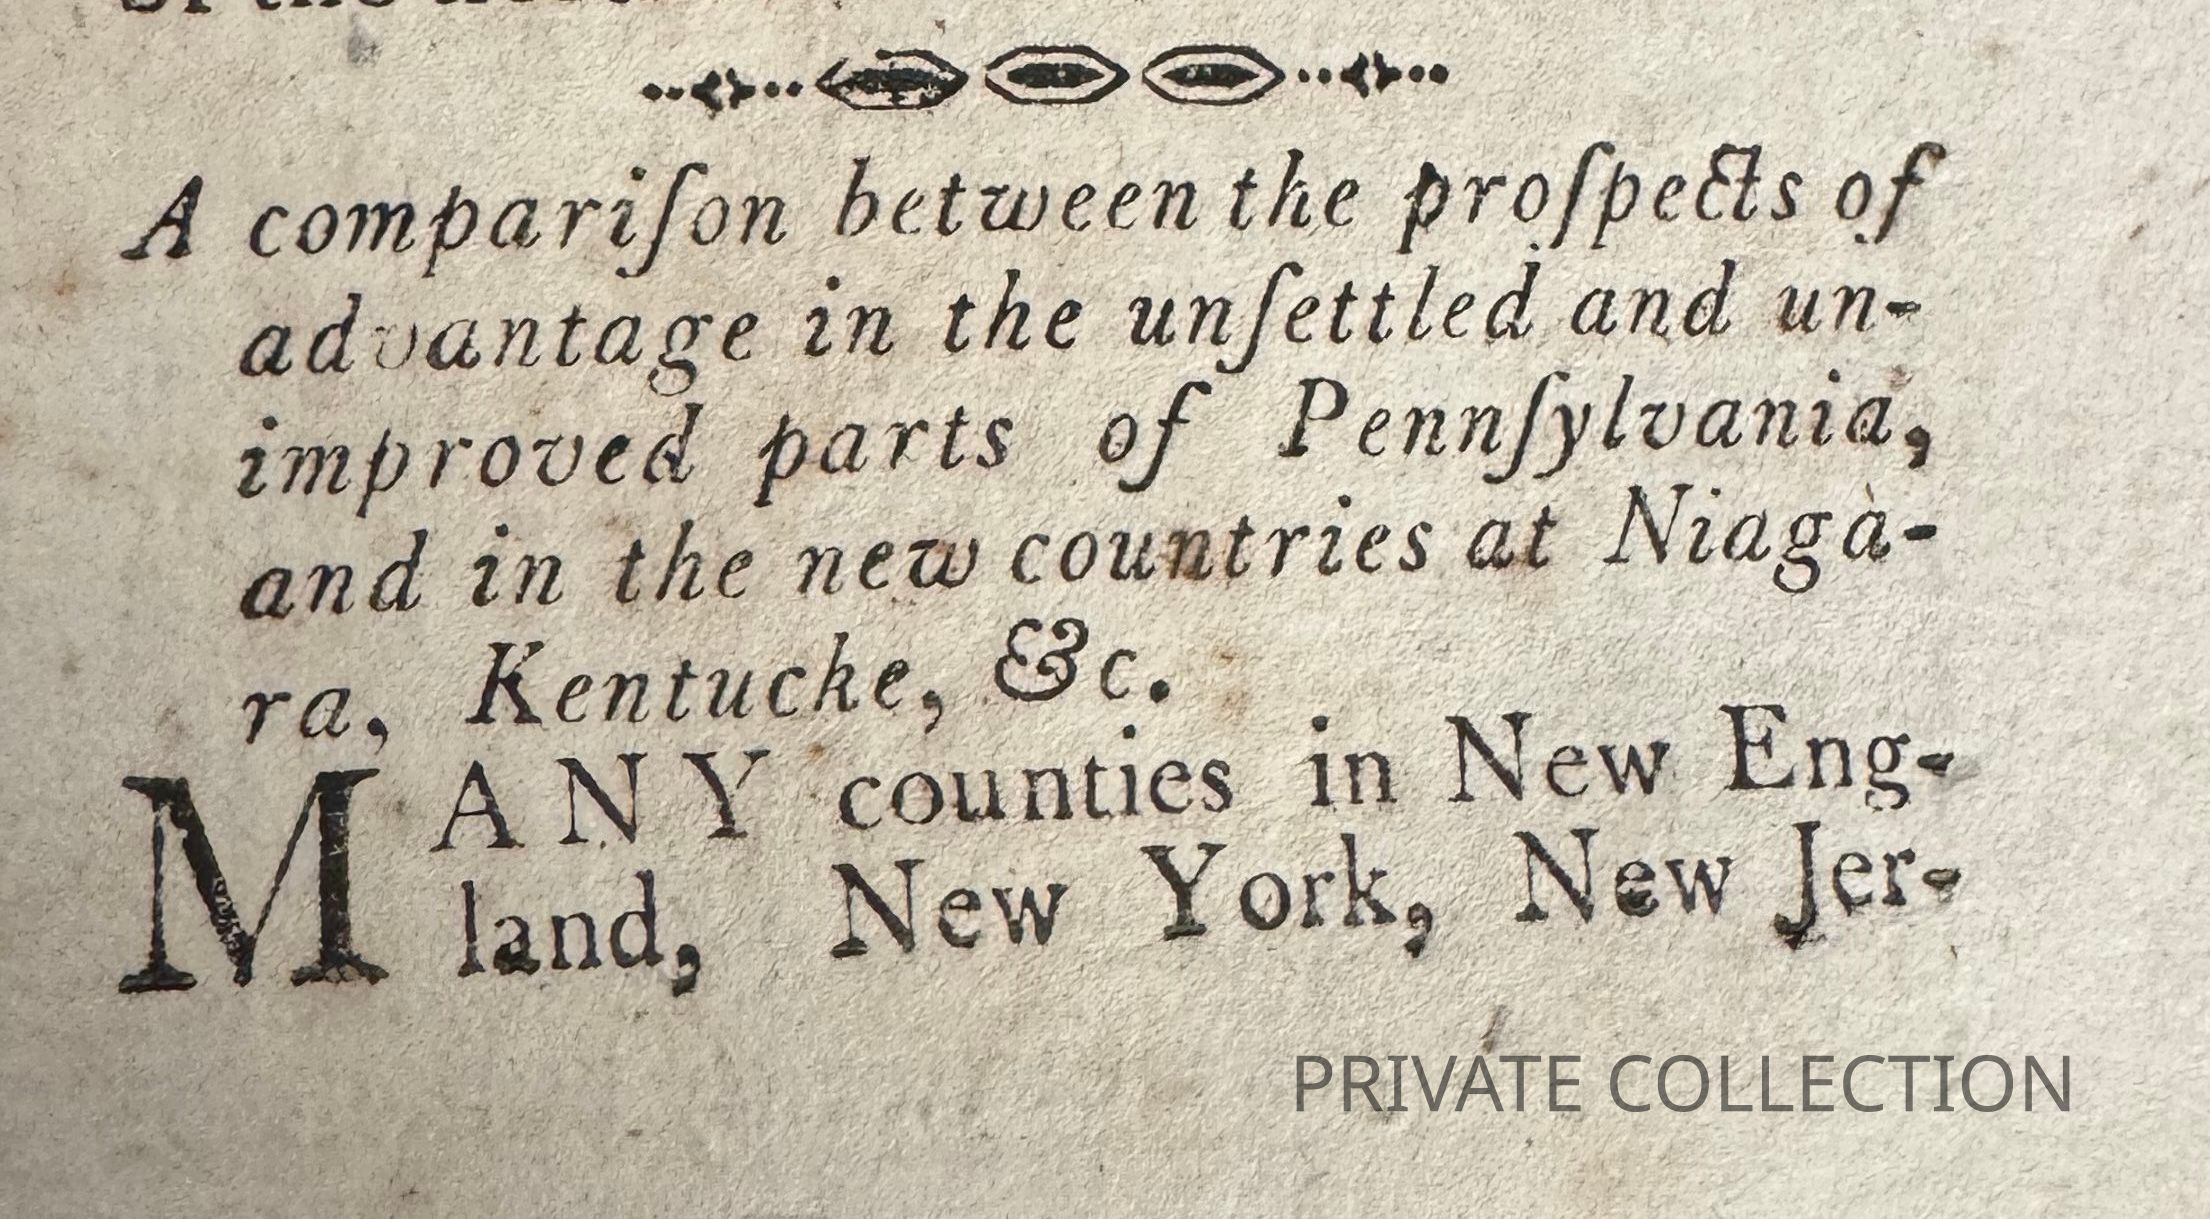 A compariſon between the proſpects of
advantage in the unſettled and un-
improved parts of Pennſylvania,
and in the new countries at Niagà-
ra, Kentucke, &c.
MANY counties in New Eng-
land, New York, New Jer-
PRIVATE COLLECTION